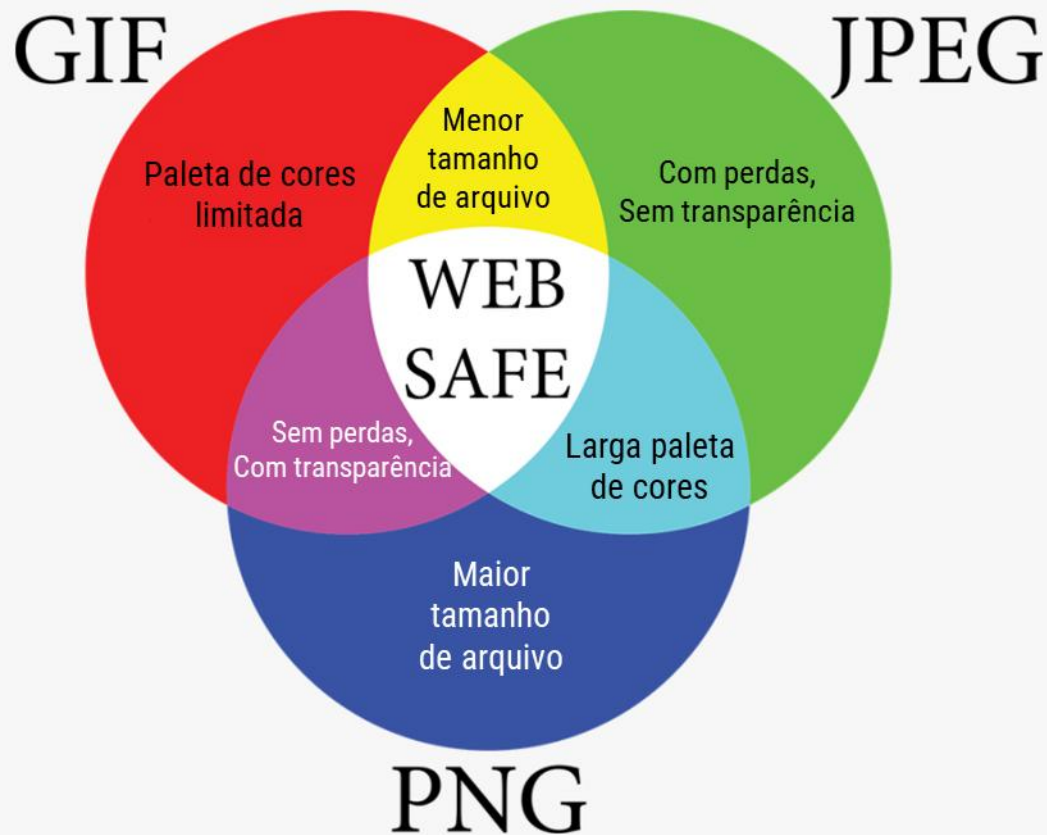 GIF
JPEG
Menor
tamanho
de arquivo
Paleta de cores
limitada
Com perdas,
Sem transparência
WEB
SAFE
Sem perdas,
Com transparência
Larga paleta
de cores
Maior
tamanho
de arquivo
PNG